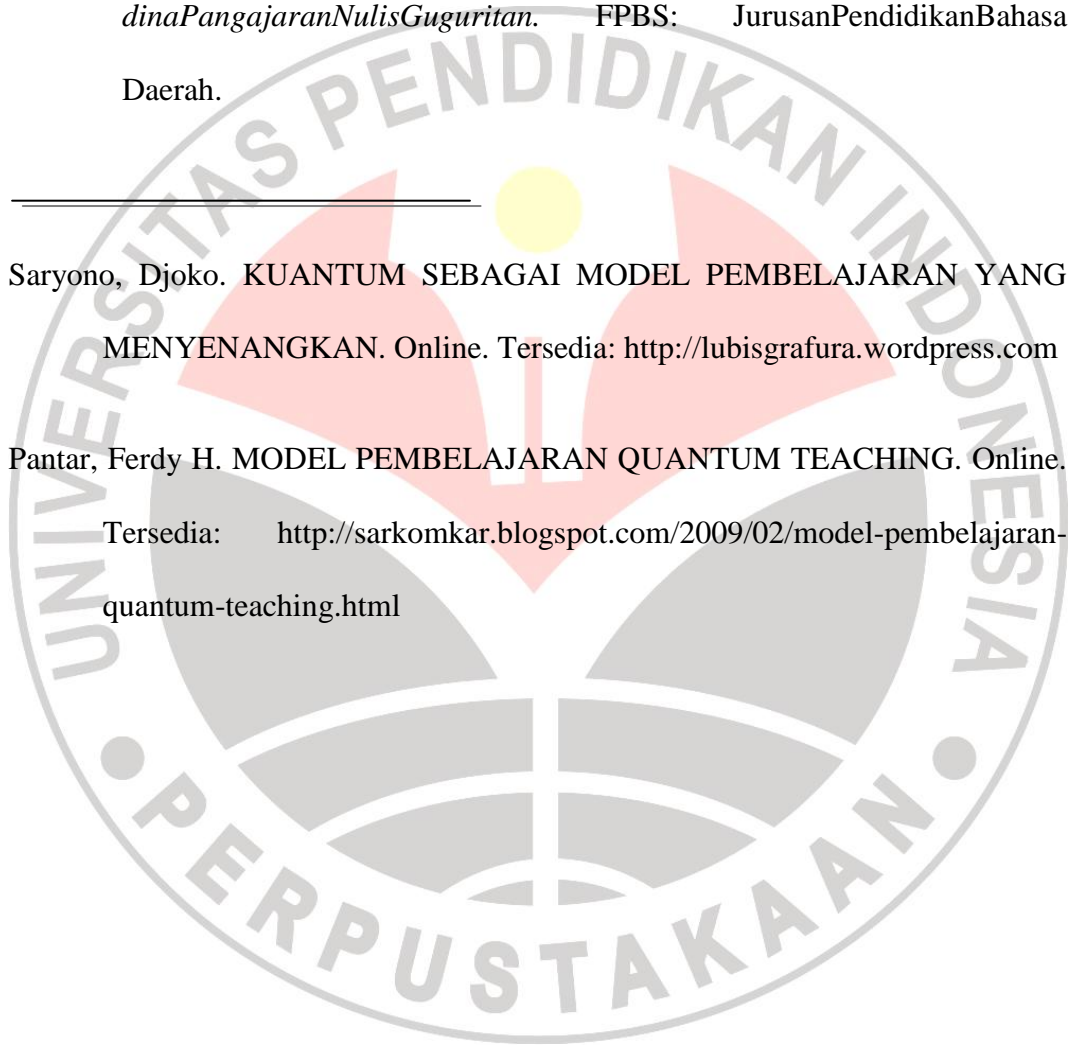 dinaPangajaranNulisGuguritan. FPBS: JurusanPendidikanBahasa
Daerah.
Saryono, Djoko. KUANTUM SEBAGAI MODEL PEMBELAJARAN YANG
MENYENANGKAN. Online. Tersedia: http://lubisgrafura.wordpress.com
Pantar, Ferdy H. MODEL PEMBELAJARAN QUANTUM TEACHING. Online.
Tersedia: http://sarkomkar.blogspot.com/2009/02/model-pembelajaran-
quantum-teaching.html
UNIVERSITAS PENDIDIKAN INDONESIA
PERPUSTAKAAN